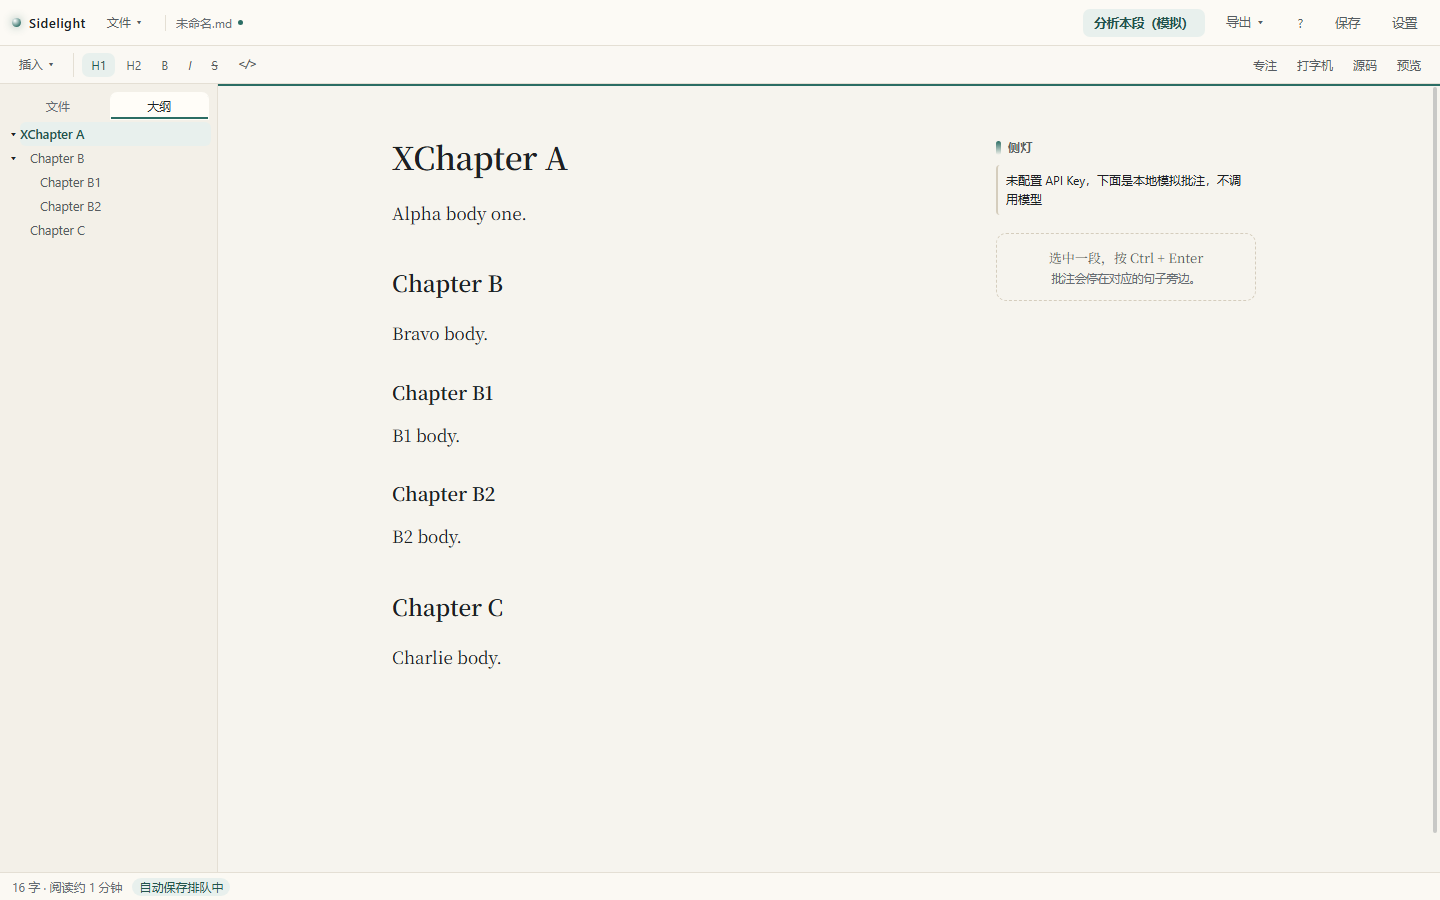 Sidelight 文件 未命名.md 分析本段（模拟） 导出 ? 保存 设置
插入 H1 H2 B I S </> 专注 打字机 源码 预览
文件 大纲
XChapter A
Chapter B
Chapter B1
Chapter B2
Chapter C
XChapter A
Alpha body one.
Chapter B
Bravo body.
Chapter B1
B1 body.
Chapter B2
B2 body.
Chapter C
Charlie body.
侧灯
未配置 API Key，下面是本地模拟批注，不调
用模型
选中一段，按 Ctrl + Enter
批注会停在对应的句子旁边。
16 字 · 阅读约 1 分钟 自动保存排队中